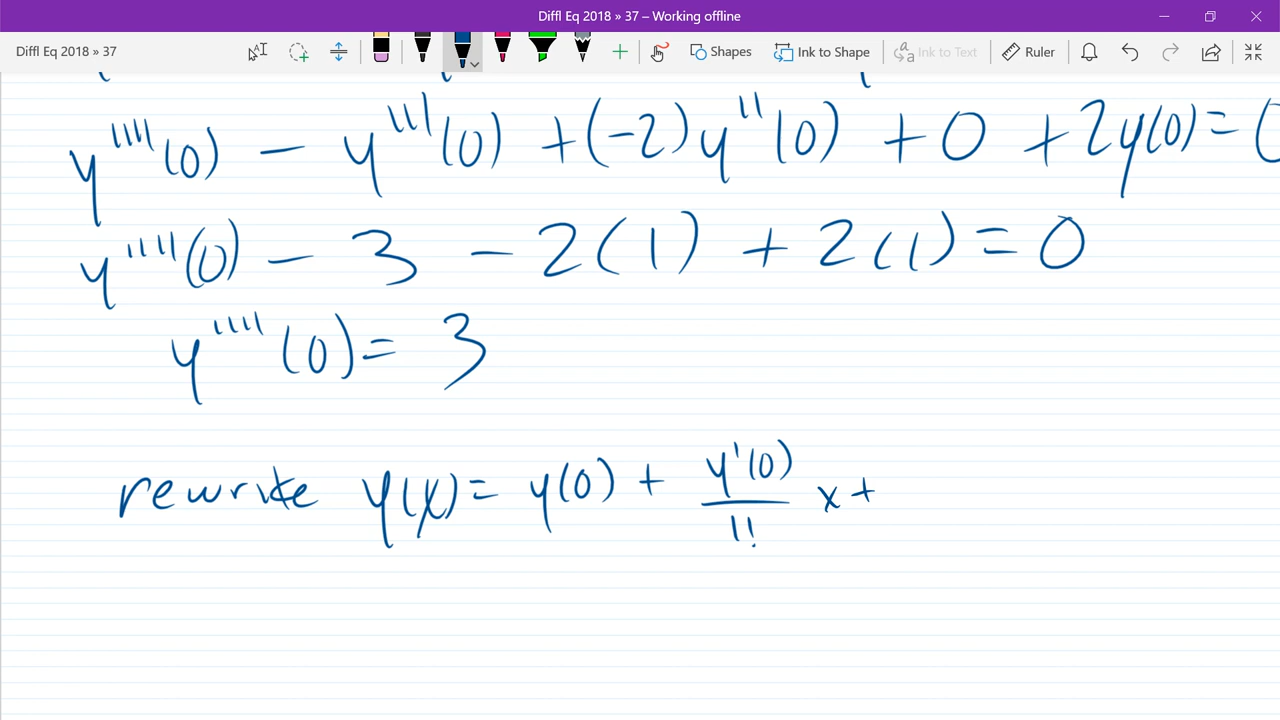 Diffl Eq 2018 » 37 – Working offline
Diffl Eq 2018 » 37
Shapes Ink to Shape Ink to Text Ruler
y''''(0) - y'''(0) + (-2)y''(0) + 0 + 2y(0) = (
y''''(0) - 3 - 2(1) + 2(1) = 0
y''''(0) = 3
rewrite y(x) = y(0) + y'(0)/1! x +